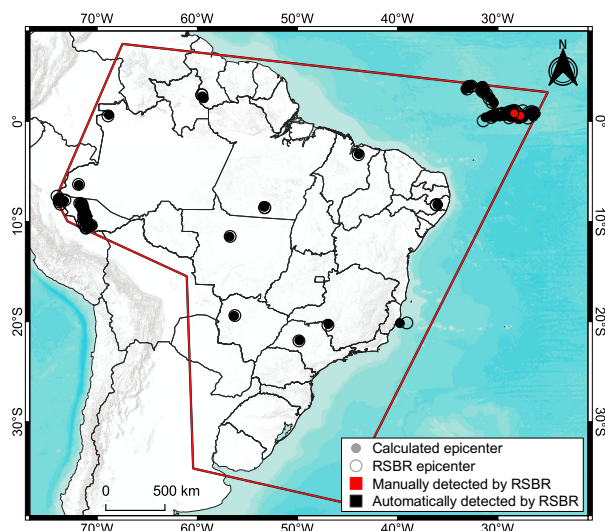 70°W 60°W 50°W 40°W 30°W
N
0° 0°
10°S 10°S
20°S 20°S
30°S 30°S
Calculated epicenter
RSBR epicenter
Manually detected by RSBR
Automatically detected by RSBR
0 500 km
70°W 60°W 50°W 40°W 30°W